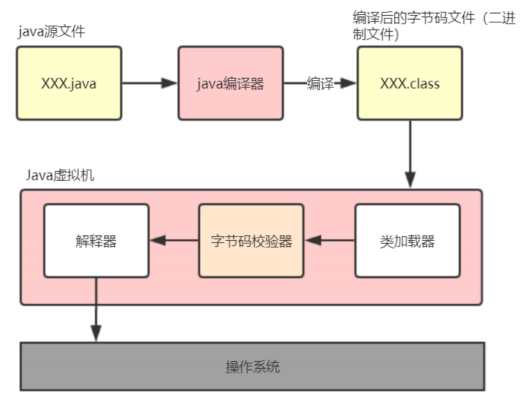 java源文件
编译后的字节码文件（二进
制文件）
XXX.java
java编译器
编译
XXX.class
Java虚拟机
解释器
字节码校验器
类加载器
操作系统